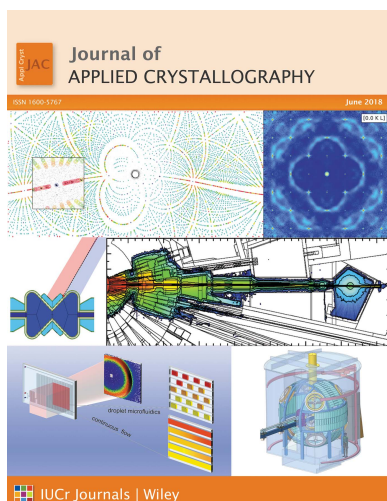 Appl Cryst
JAC
Journal of
APPLIED CRYSTALLOGRAPHY
ISSN 1600-5767
June 2018
[0.0 K L]
droplet microfluidics
continuous flow
IUCr Journals | Wiley